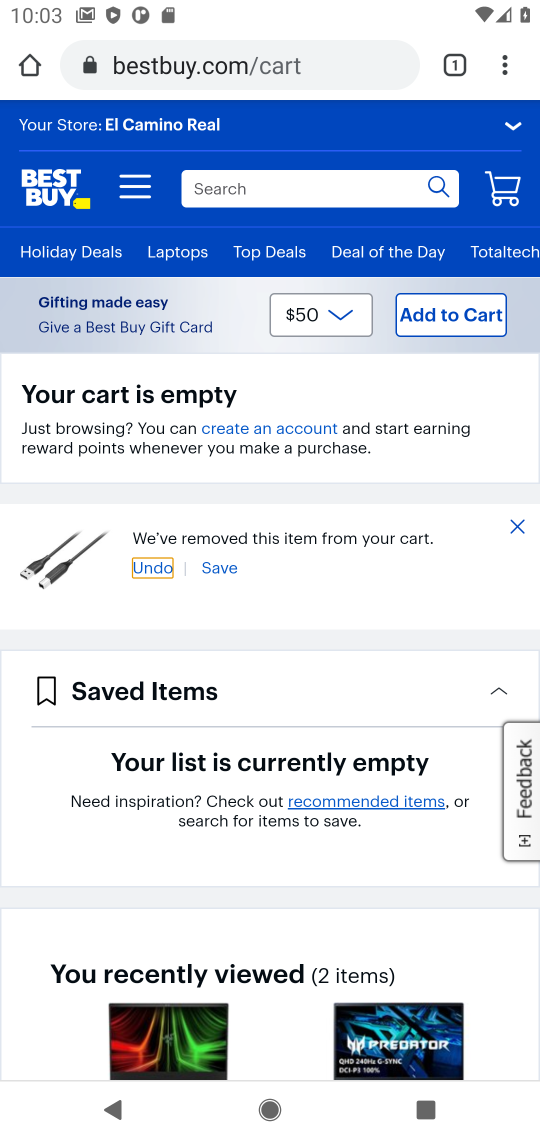 10:03
bestbuy.com/cart
1
Your Store: El Camino Real
BEST BUY
Search
Holiday Deals Laptops Top Deals Deal of the Day Totaltech
Gifting made easy
Give a Best Buy Gift Card
$50
Add to Cart
Your cart is empty
Just browsing? You can create an account and start earning
reward points whenever you make a purchase.
We've removed this item from your cart.
Undo | Save
Saved Items
Your list is currently empty
Need inspiration? Check out recommended items, or
search for items to save.
Feedback
You recently viewed (2 items)
PREDATOR
QHD 240Hz G-SYNC
DCI-P3 100%